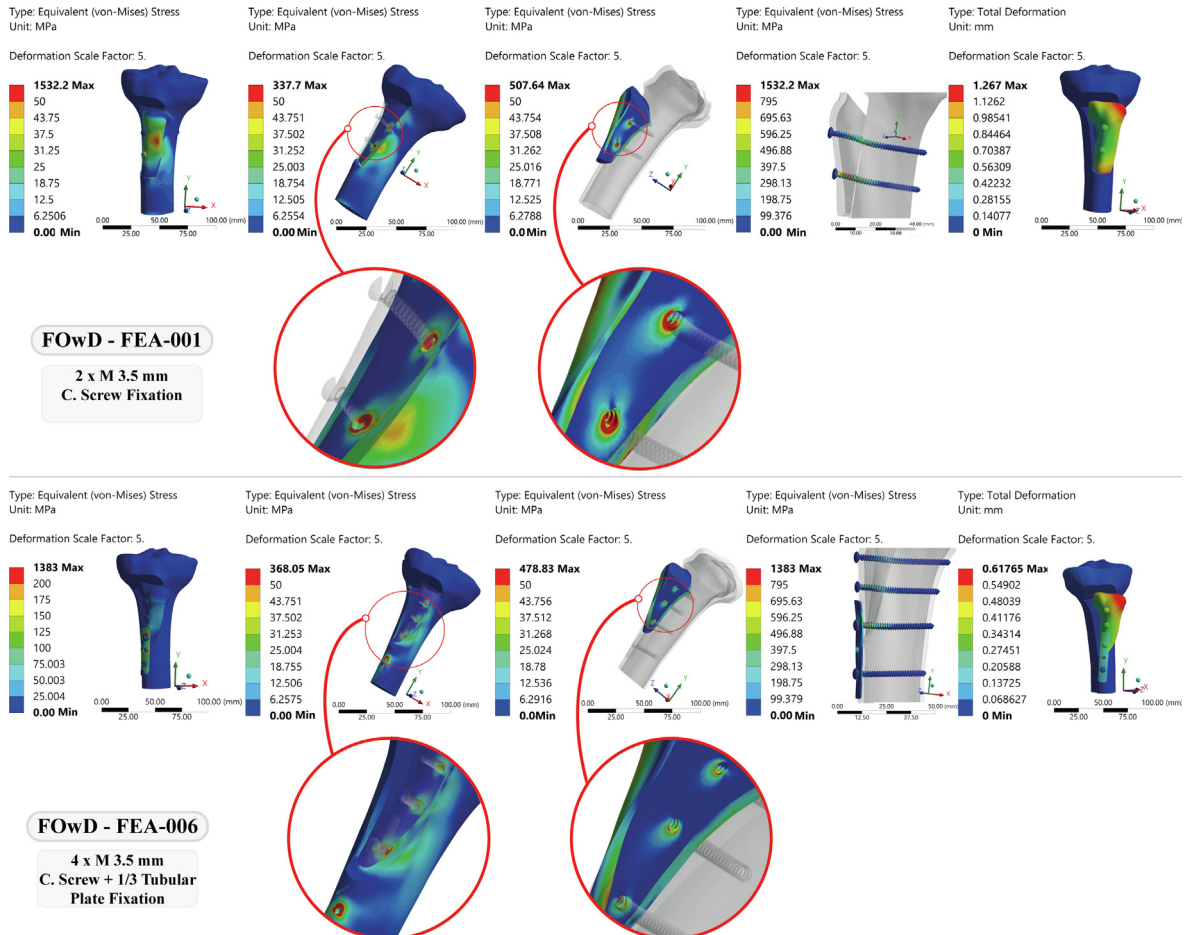 Type: Equivalent (von-Mises) Stress
Unit: MPa
Deformation Scale Factor: 5.
1532.2 Max
50
43.75
37.5
31.252
25
18.75
12.5
6.2506
0.00 Min
Y
X
Z
0.00
50.00
100.00 (mm)
25.00
75.00
Type: Equivalent (von-Mises) Stress
Unit: MPa
Deformation Scale Factor: 5.
337.7 Max
50
43.751
37.502
31.252
25.003
18.754
12.505
6.2554
0.00 Min
Y
X
Z
0.00
50.00
100.00 (mm)
25.00
75.00
Type: Equivalent (von-Mises) Stress
Unit: MPa
Deformation Scale Factor: 5.
507.64 Max
50
43.754
37.508
31.262
25.016
18.771
12.525
6.2788
0.0 Min
Z
Y
X
0.00
50.00
100.00 (mm)
25.00
75.00
Type: Equivalent (von-Mises) Stress
Unit: MPa
Deformation Scale Factor: 5.
1532.2 Max
795
695.63
596.25
496.88
397.5
298.13
198.75
99.376
0.00 Min
0.00
20.00
40.00 (mm)
10.00
30.00
Type: Total Deformation
Unit: mm
Deformation Scale Factor: 5.
1.267 Max
1.1262
0.98541
0.84464
0.70387
0.56309
0.42232
0.28155
0.14077
0 Min
Y
X
0.00
50.00
100.00 (mm)
25.00
75.00
FOwD - FEA-001
2 x M 3.5 mm
C. Screw Fixation
Type: Equivalent (von-Mises) Stress
Unit: MPa
Deformation Scale Factor: 5.
1383 Max
200
175
150
125
100
75.003
50.003
25.004
0.00 Min
Y
X
Z
0.00
50.00
100.00 (mm)
25.00
75.00
Type: Equivalent (von-Mises) Stress
Unit: MPa
Deformation Scale Factor: 5.
368.05 Max
50
43.751
37.502
31.253
25.004
18.755
12.506
6.2575
0.00 Min
Y
X
0.00
50.00
100.00 (mm)
25.00
75.00
Type: Equivalent (von-Mises) Stress
Unit: MPa
Deformation Scale Factor: 5.
478.83 Max
50
43.756
37.512
31.268
25.024
18.78
12.536
6.2916
0.0Min
Z
Y
X
0.00
50.00
100.00 (mm)
25.00
75.00
Type: Equivalent (von-Mises) Stress
Unit: MPa
Deformation Scale Factor: 5.
1383 Max
795
695.63
596.25
496.88
397.5
298.13
198.75
99.379
0.00 Min
Y
X
0.00
25.00
50.00 (mm)
12.50
37.50
Type: Total Deformation
Unit: mm
Deformation Scale Factor: 5.
0.61765 Max
0.54902
0.48039
0.41176
0.34314
0.27451
0.20588
0.13725
0.068627
0 Min
Y
X
0.00
50.00
100.00 (mm)
25.00
75.00
FOwD - FEA-006
4 x M 3.5 mm
C. Screw + 1/3 Tubular
Plate Fixation